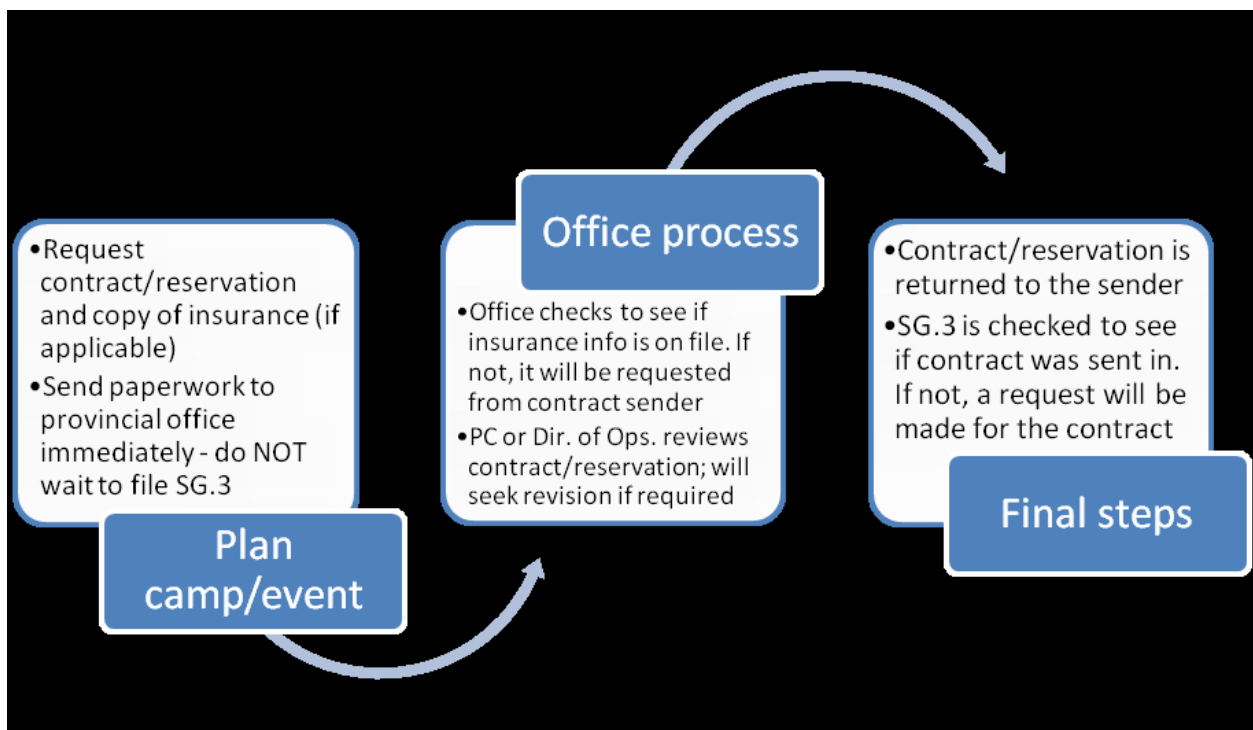 •Request
contract/reservation
and copy of insurance (if
applicable)
•Send paperwork to
provincial office
immediately - do NOT
wait to file SG.3
Plan
camp/event
Office process
•Office checks to see if
insurance info is on file. If
not, it will be requested
from contract sender
•PC or Dir. of Ops. reviews
contract/reservation; will
seek revision if required
•Contract/reservation is
returned to the sender
•SG.3 is checked to see
if contract was sent in.
If not, a request will be
made for the contract
Final steps